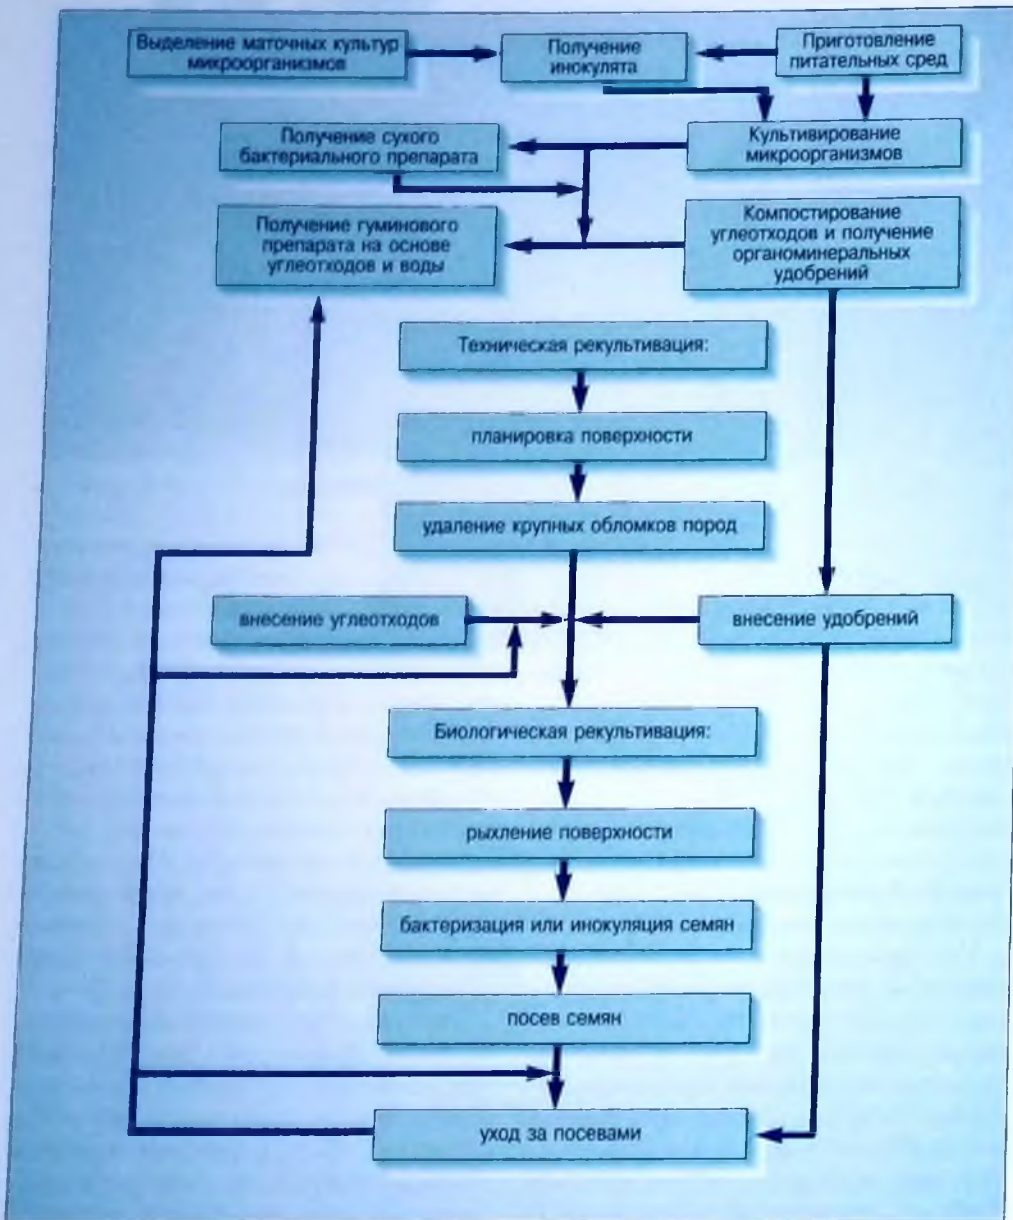 Выделение маточных культур
микроорганизмов
Получение
инокулята
Приготовление
питательных сред
Получение сухого
бактериального препарата
Культивирование
микроорганизмов
Получение гуминового
препарата на основе
углеотходов и воды
Компостирование
углеотходов и получение
органоминеральных
удобрений
Техническая рекультивация:
планировка поверхности
удаление крупных обломков пород
внесение углеотходов
внесение удобрений
Биологическая рекультивация:
рыхление поверхности
бактеризация или инокуляция семян
посев семян
уход за посевами